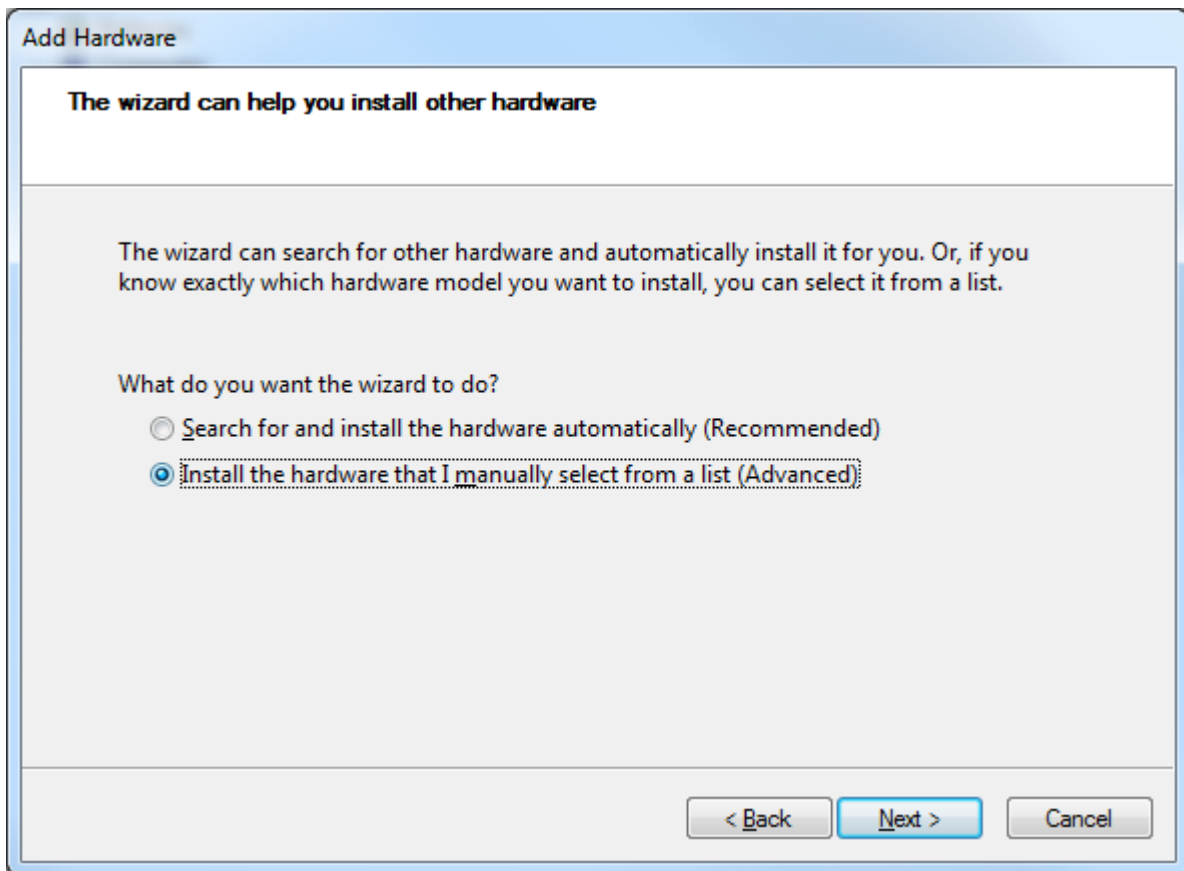 Add Hardware
The wizard can help you install other hardware
The wizard can search for other hardware and automatically install it for you. Or, if you
know exactly which hardware model you want to install, you can select it from a list.
What do you want the wizard to do?
Search for and install the hardware automatically (Recommended)
Install the hardware that I manually select from a list (Advanced)
< Back Next > Cancel